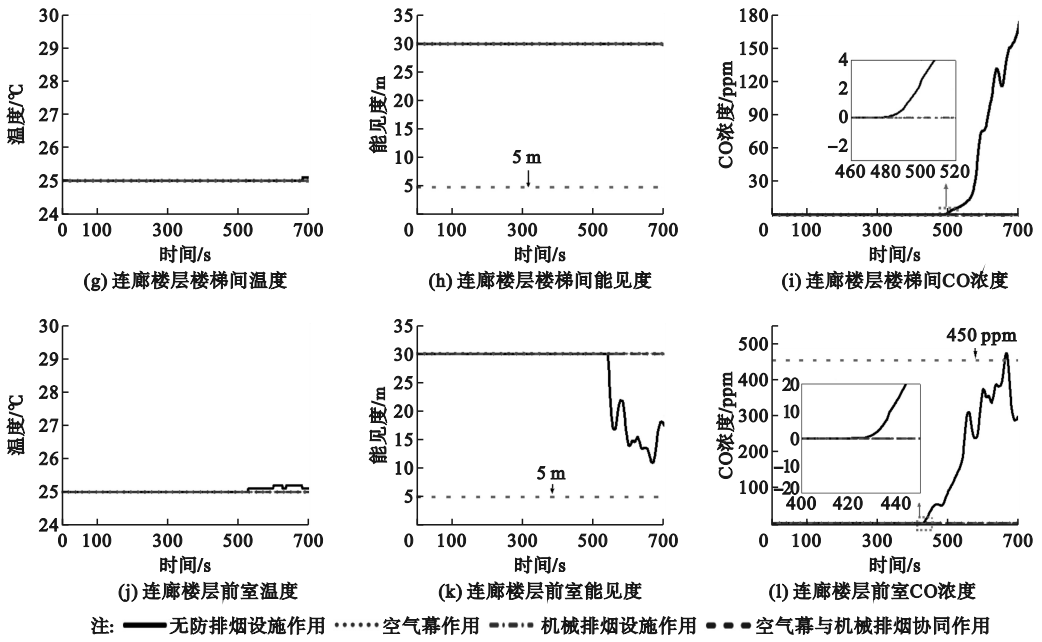 30
29
28
27
26
25
24
温度/℃
0 100 300 500 700
时间/s
(g) 连廊楼层楼梯间温度
35
30
25
20
15
10
5
能见度/m
5 m
0 100 300 500 700
时间/s
(h) 连廊楼层楼梯间能见度
180
150
120
90
60
30
CO浓度/ppm
4
2
0
−2
460 480 500 520
0 100 300 500 700
时间/s
(i) 连廊楼层楼梯间CO浓度
30
29
28
27
26
25
24
温度/℃
0 100 300 500 700
时间/s
(j) 连廊楼层前室温度
35
30
25
20
15
10
5
能见度/m
5 m
0 100 300 500 700
时间/s
(k) 连廊楼层前室能见度
500
400
300
200
100
CO浓度/ppm
450 ppm
20
10
0
−10
−20
400 420 440
0 100 300 500 700
时间/s
(l) 连廊楼层前室CO浓度
注: 无防排烟设施作用 空气幕作用 机械排烟设施作用 空气幕与机械排烟协同作用